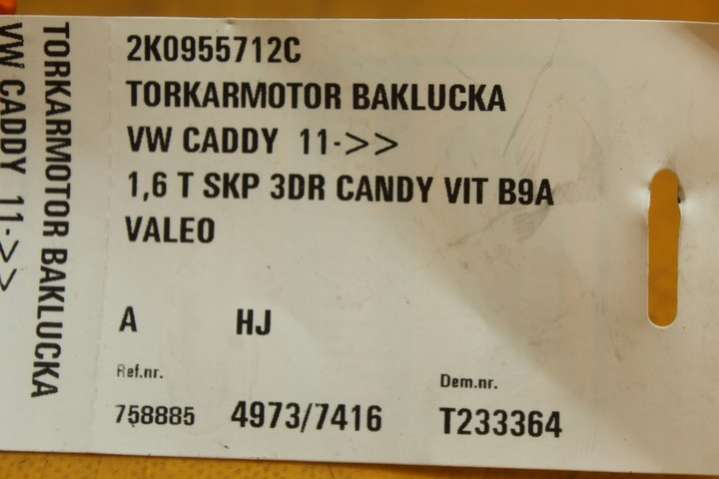 2K0955712C
TORKARMOTOR BAKLUCKA
VW CADDY 11->>
1,6 T SKP 3DR CANDY VIT B9A
VALEO
A HJ
Ref.nr. Dem.nr.
758885 4973/7416 T233364
TORKARMOTOR BAKLUCKA
VW CADDY 11->>